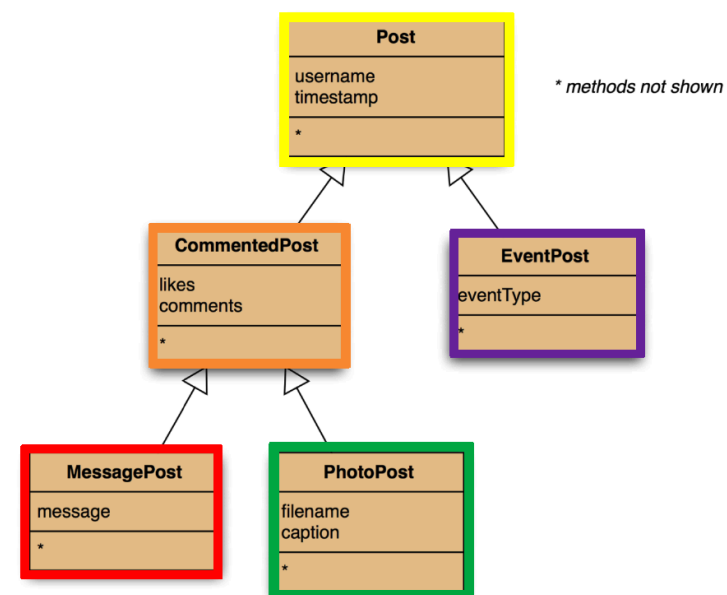 Post
username
timestamp
*
* methods not shown
CommentedPost
likes
comments
*
EventPost
eventType
*
MessagePost
message
*
PhotoPost
filename
caption
*